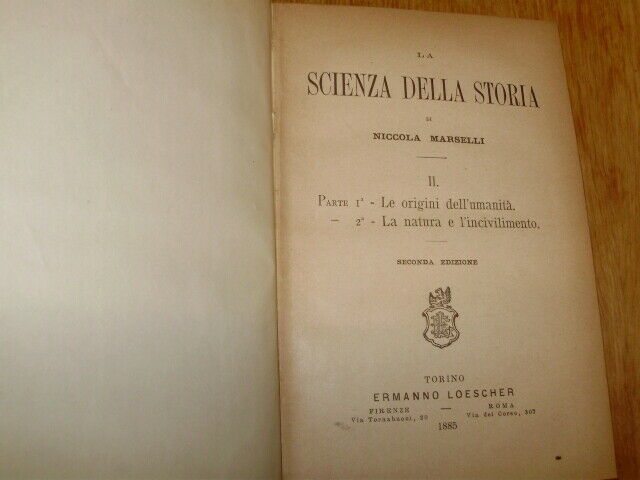 LA
SCIENZA DELLA STORIA
DI
NICCOLA MARSELLI
II.
PARTE 1ª - Le origini dell'umanità.
— 2ª - La natura e l'incivilimento.
SECONDA EDIZIONE
TORINO
ERMANNO LOESCHER
FIRENZE — ROMA
Via Tornabuoni, 20 Via del Corso, 307
1885